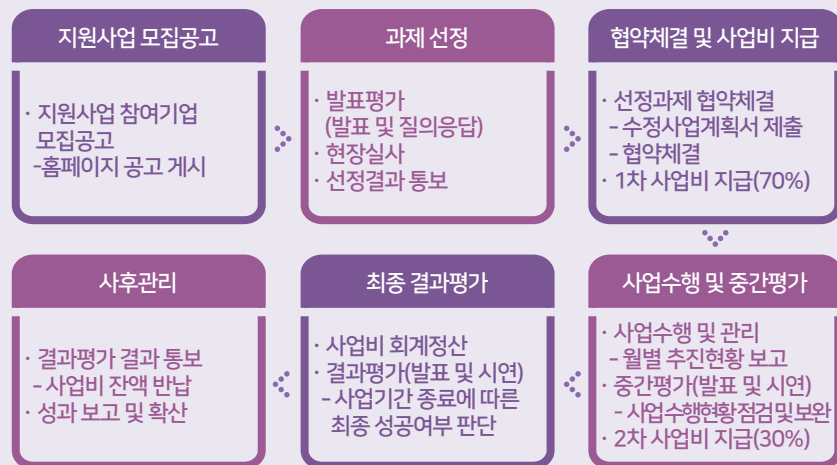 지원사업 모집공고
· 지원사업 참여기업
모집공고
-홈페이지 공고 게시
과제 선정
· 발표평가
(발표 및 질의응답)
· 현장실사
· 선정결과 통보
협약체결 및 사업비 지급
· 선정과제 협약체결
- 수정사업계획서 제출
- 협약체결
· 1차 사업비 지급(70%)
사업수행 및 중간평가
· 사업수행 및 관리
- 월별 추진현황 보고
· 중간평가(발표 및 시연)
- 사업수행현황 점검 및 보완
· 2차 사업비 지급(30%)
최종 결과평가
· 사업비 회계정산
· 결과평가(발표 및 시연)
- 사업기간 종료에 따른
최종 성공여부 판단
사후관리
· 결과평가 결과 통보
- 사업비 잔액 반납
· 성과 보고 및 확산